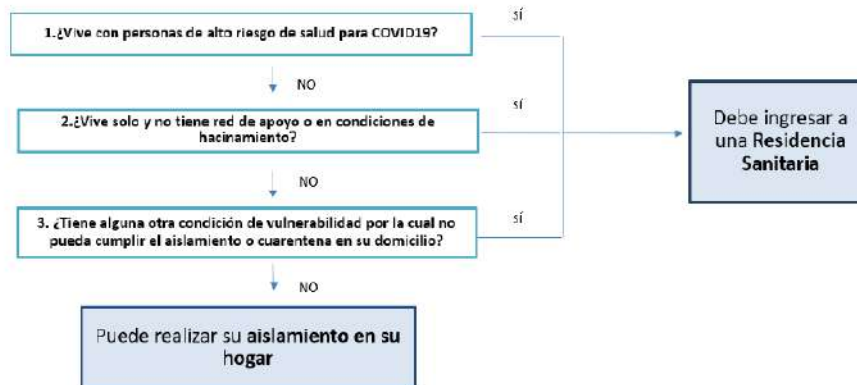 1.¿Vive con personas de alto riesgo de salud para COVID19?
sí
NO
2.¿Vive solo y no tiene red de apoyo o en condiciones de
hacinamiento?
sí
NO
3. ¿Tiene alguna otra condición de vulnerabilidad por la cual no
pueda cumplir el aislamiento o cuarentena en su domicilio?
sí
NO
Puede realizar su aislamiento en su
hogar
Debe ingresar a
una Residencia
Sanitaria